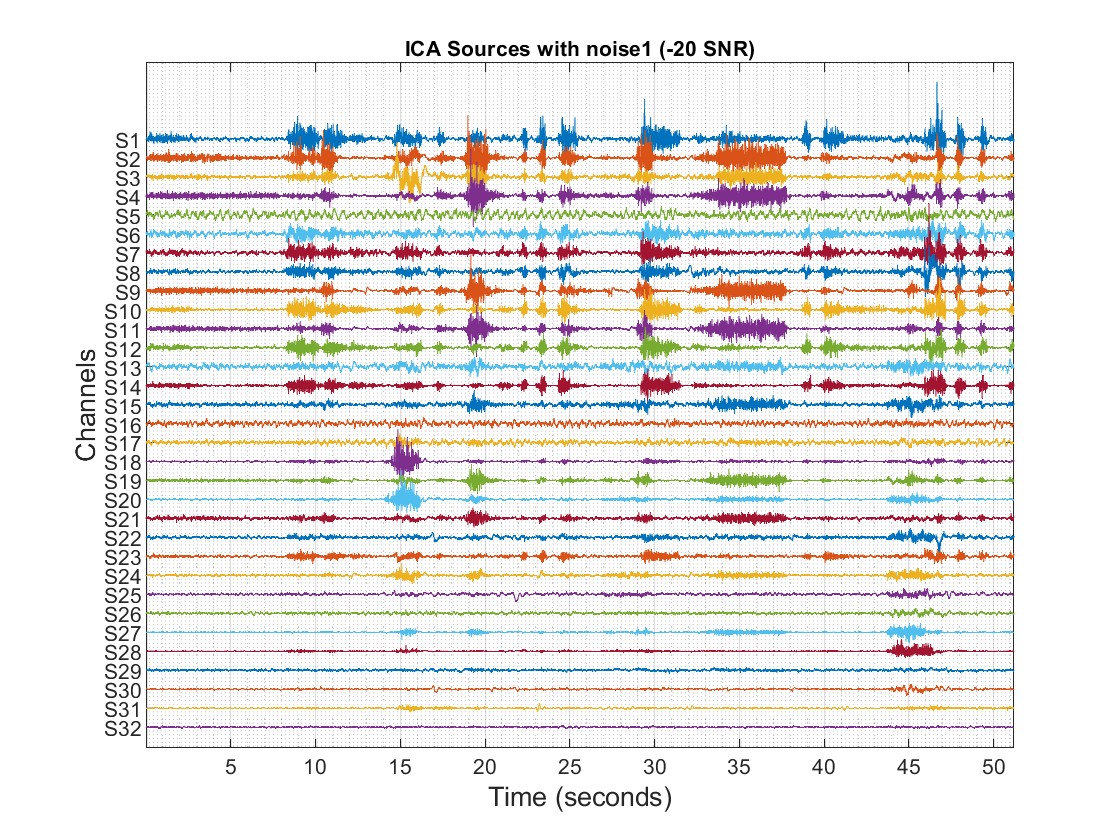 ICA Sources with noise1 (-20 SNR)
S1
S2
S3
S4
S5
S6
S7
S8
S9
S10
S11
S12
S13
S14
S15
S16
S17
S18
S19
S20
S21
S22
S23
S24
S25
S26
S27
S28
S29
S30
S31
S32
Channels
5 10 15 20 25 30 35 40 45 50
Time (seconds)